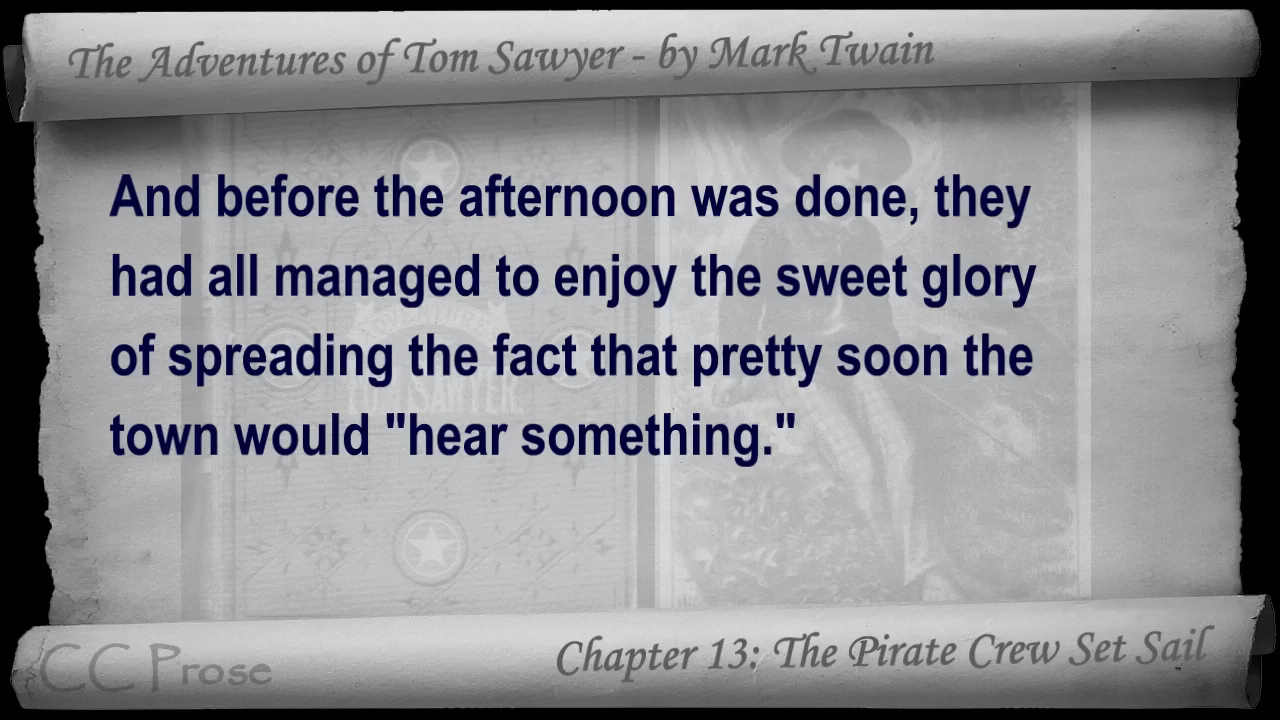 The Adventures of Tom Sawyer - by Mark Twain
And before the afternoon was done, they
had all managed to enjoy the sweet glory
of spreading the fact that pretty soon the
town would "hear something."
CC Prose
Chapter 13: The Pirate Crew Set Sail